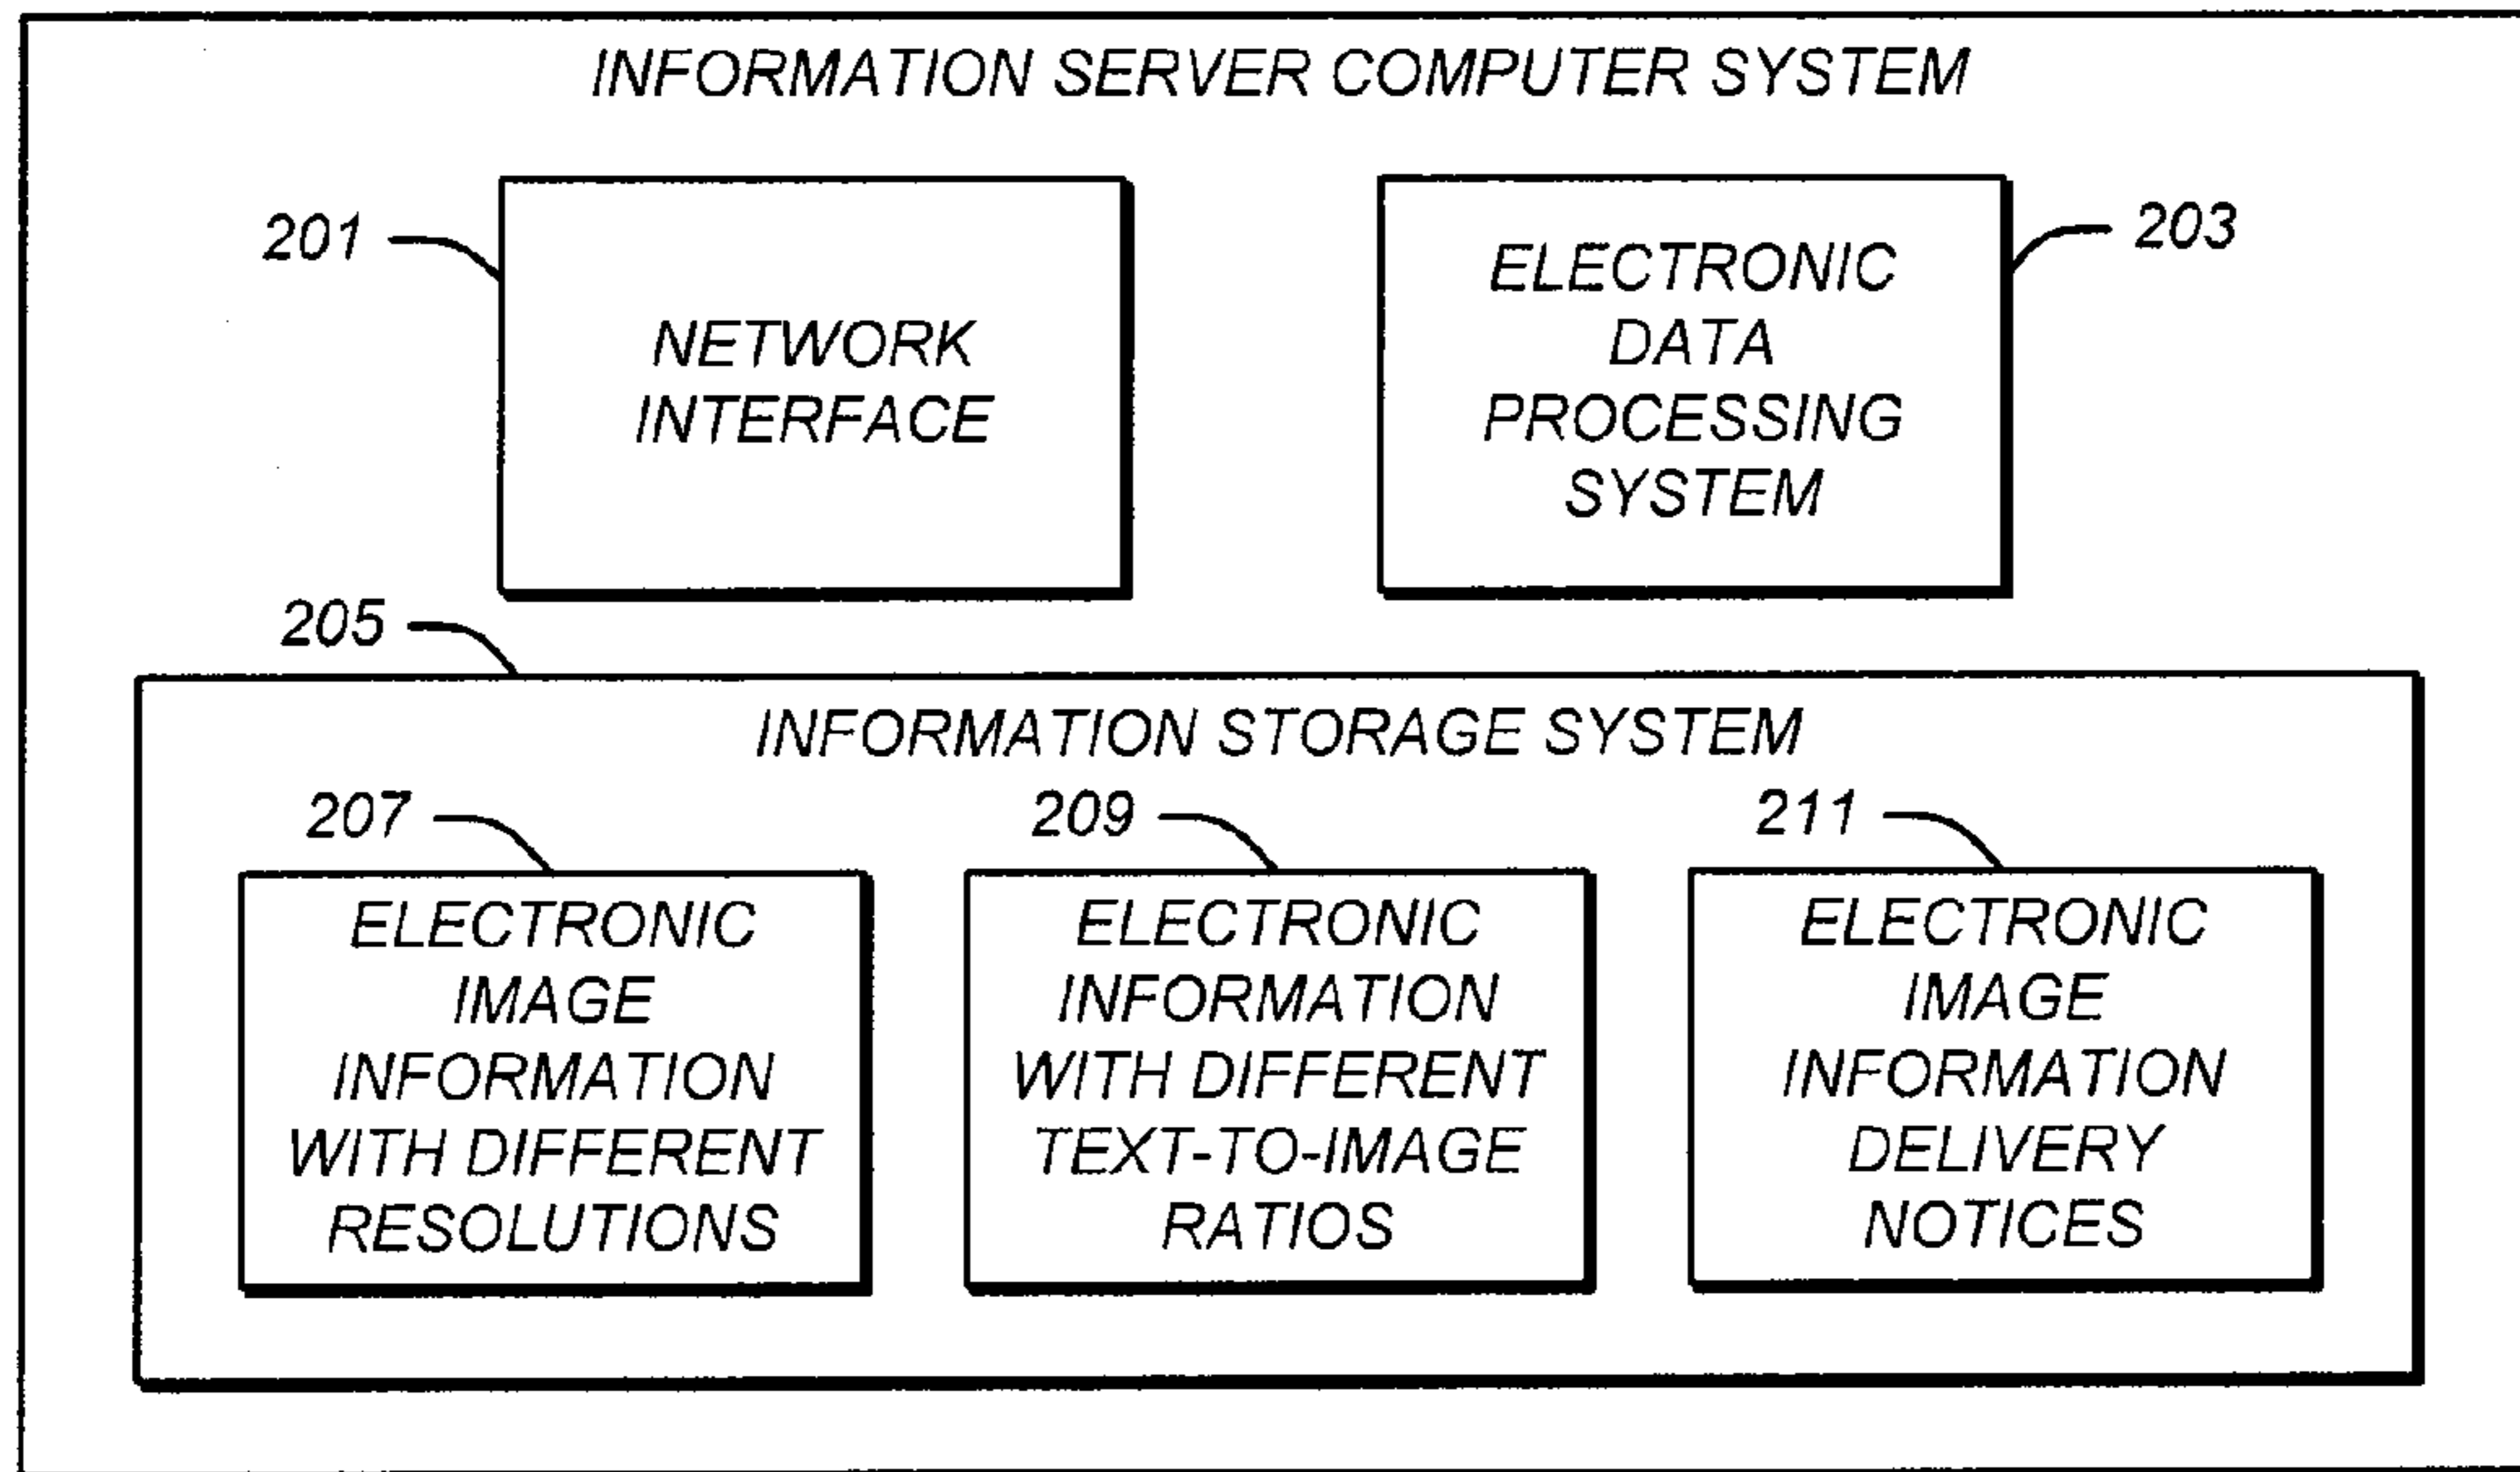 INFORMATION SERVER COMPUTER SYSTEM
201
NETWORK
INTERFACE
203
ELECTRONIC
DATA
PROCESSING
SYSTEM
205
INFORMATION STORAGE SYSTEM
207
ELECTRONIC
IMAGE
INFORMATION
WITH DIFFERENT
RESOLUTIONS
209
ELECTRONIC
INFORMATION
WITH DIFFERENT
TEXT-TO-IMAGE
RATIOS
211
ELECTRONIC
IMAGE
INFORMATION
DELIVERY
NOTICES